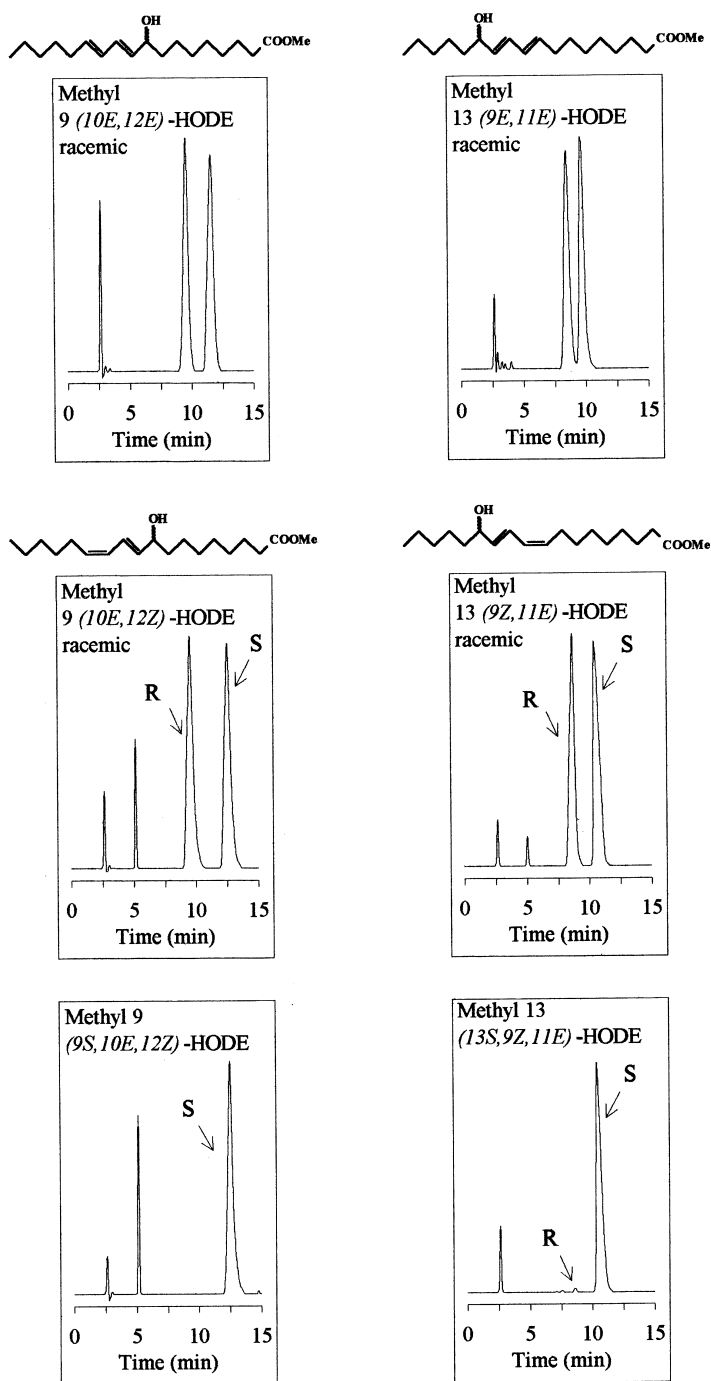 OH
COOMe
Methyl
9 (10E,12E) -HODE
racemic
0 5 10 15
Time (min)
OH
COOMe
Methyl
13 (9E,11E) -HODE
racemic
0 5 10 15
Time (min)
OH
COOMe
Methyl
9 (10E,12Z) -HODE
racemic
S
R
0 5 10 15
Time (min)
OH
COOMe
Methyl
13 (9Z,11E) -HODE
racemic
S
R
0 5 10 15
Time (min)
Methyl 9
(9S,10E,12Z) -HODE
S
0 5 10 15
Time (min)
Methyl 13
(13S,9Z,11E) -HODE
S
R
0 5 10 15
Time (min)